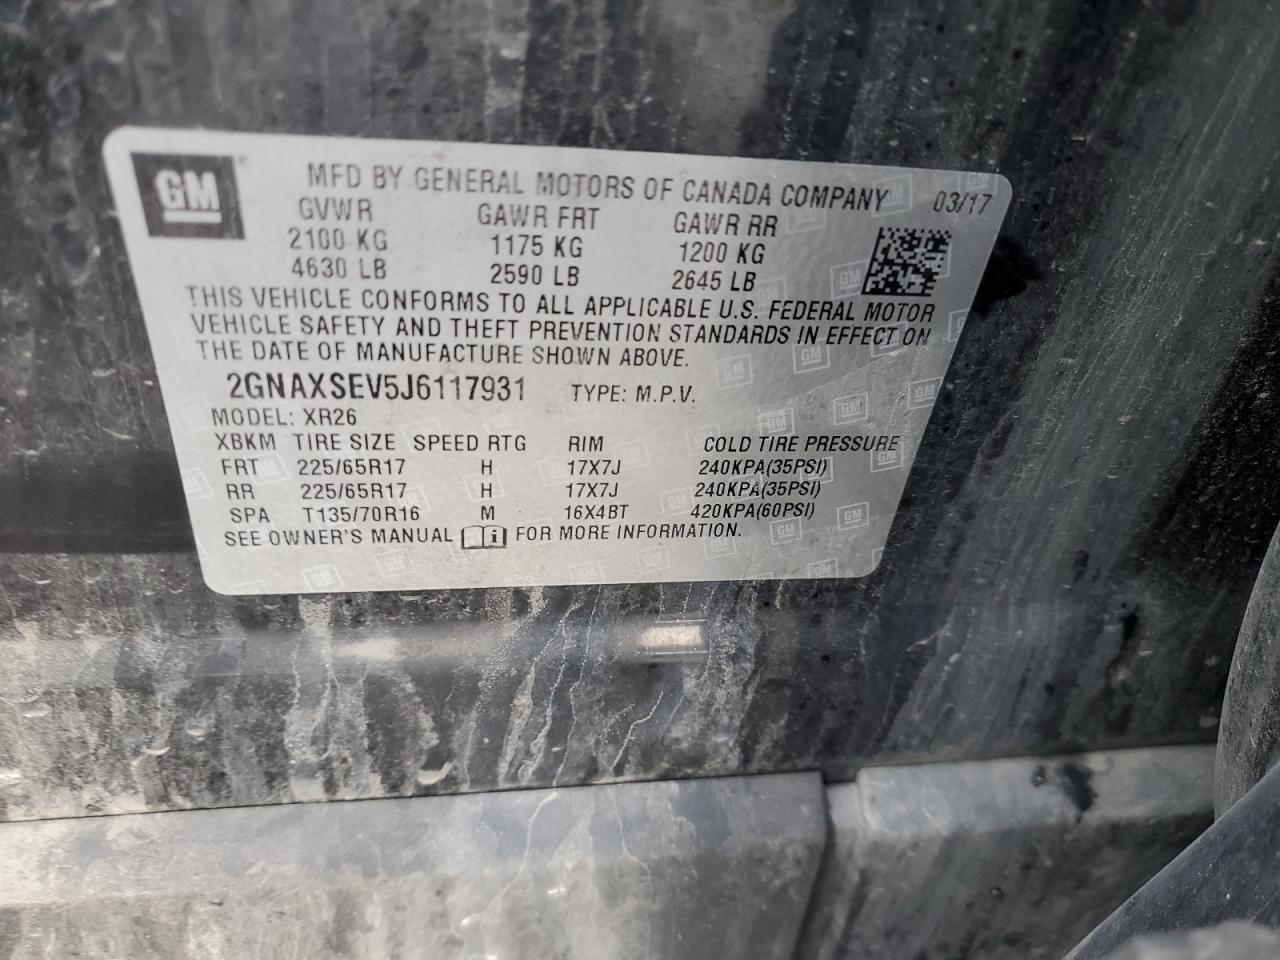 GM
MFD BY GENERAL MOTORS OF CANADA COMPANY 03/17
GVWR GAWR FRT GAWR RR
2100 KG 1175 KG 1200 KG
4630 LB 2590 LB 2645 LB
THIS VEHICLE CONFORMS TO ALL APPLICABLE U.S. FEDERAL MOTOR
VEHICLE SAFETY AND THEFT PREVENTION STANDARDS IN EFFECT ON
THE DATE OF MANUFACTURE SHOWN ABOVE.
2GNAXSEV5J6117931 TYPE: M.P.V.
MODEL: XR26
XBKM TIRE SIZE SPEED RTG RIM COLD TIRE PRESSURE
FRT 225/65R17 H 17X7J 240KPA(35PSI)
RR 225/65R17 H 17X7J 240KPA(35PSI)
SPA T135/70R16 M 16X4BT 420KPA(60PSI)
SEE OWNER'S MANUAL i FOR MORE INFORMATION.